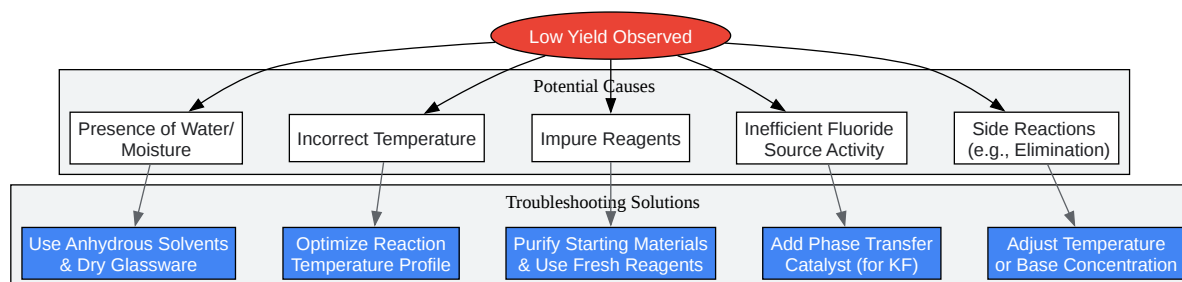 Low Yield Observed
Potential Causes
Presence of Water/
Moisture
Incorrect Temperature
Impure Reagents
Inefficient Fluoride
Source Activity
Side Reactions
(e.g., Elimination)
Troubleshooting Solutions
Use Anhydrous Solvents
& Dry Glassware
Optimize Reaction
Temperature Profile
Purify Starting Materials
& Use Fresh Reagents
Add Phase Transfer
Catalyst (for KF)
Adjust Temperature
or Base Concentration